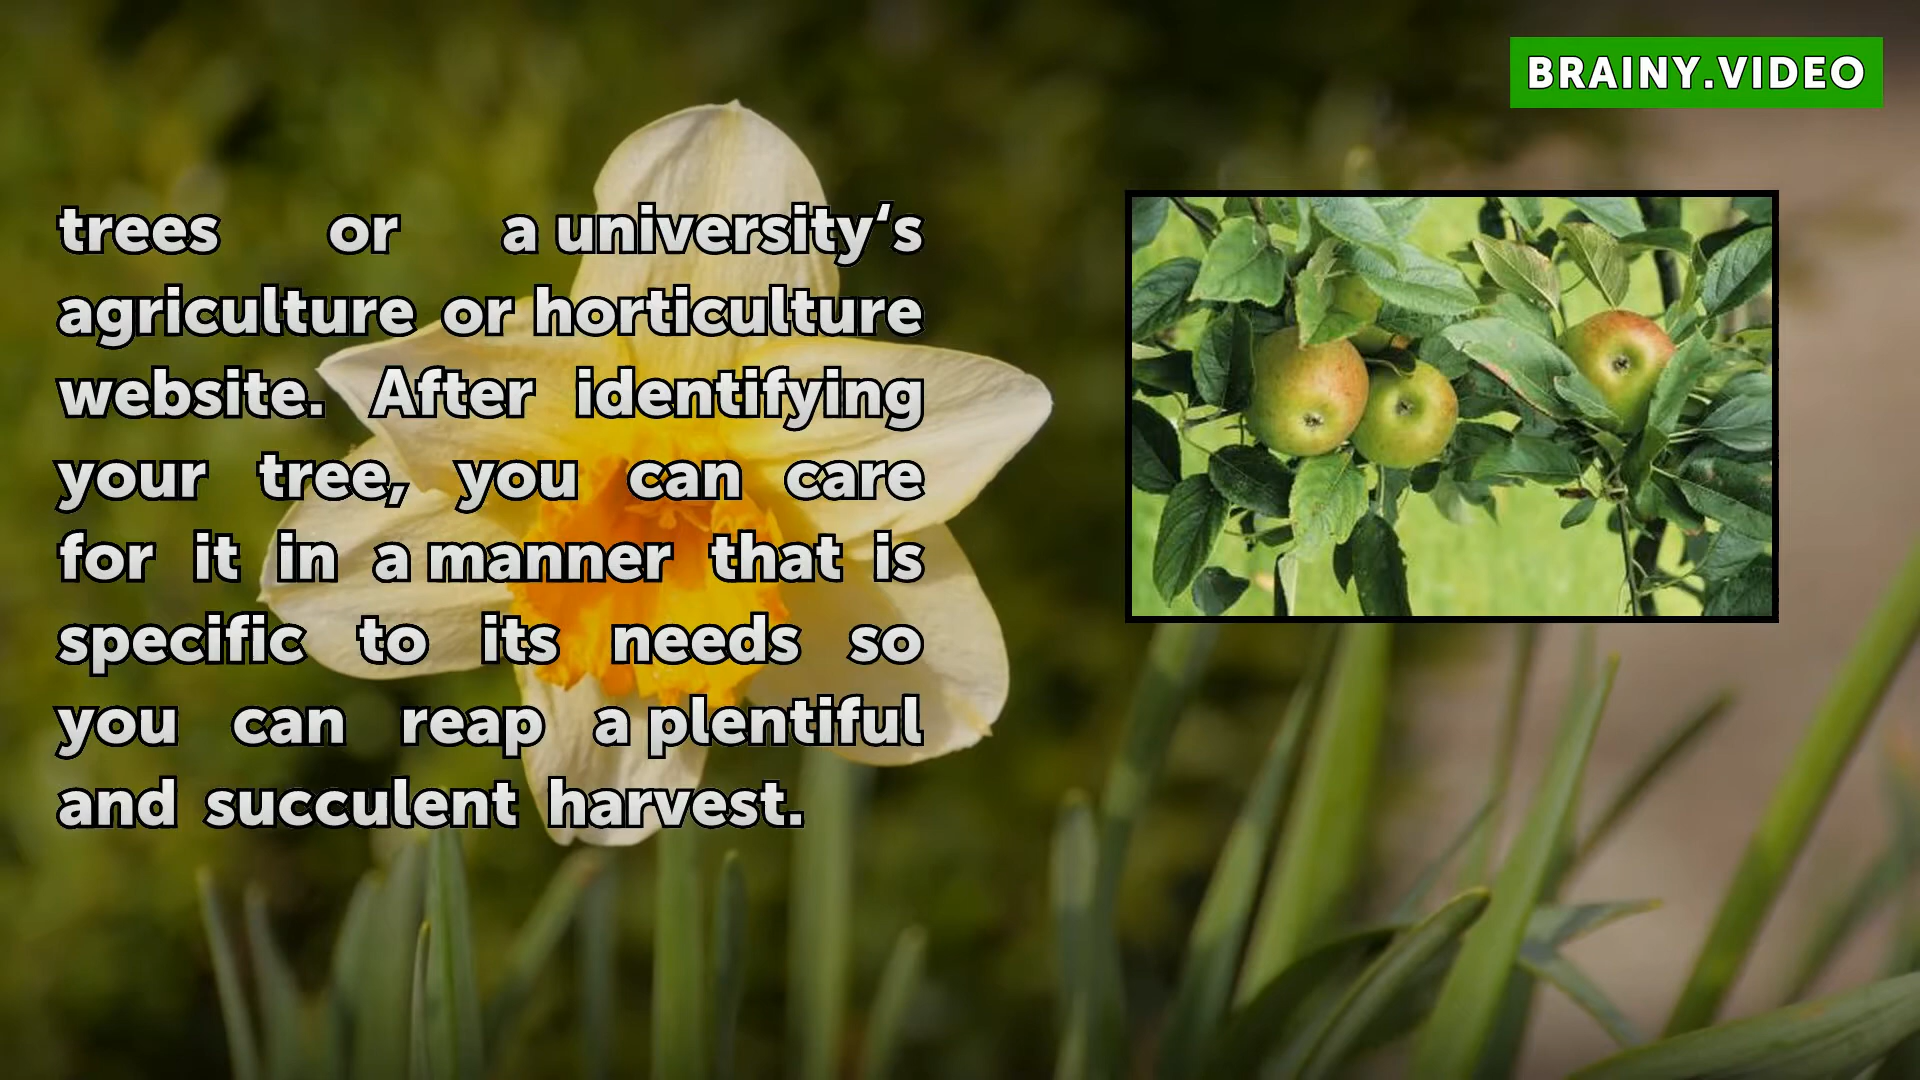 BRAINY.VIDEO
trees or a university‘s
agriculture or horticulture
website. After identifying
your tree, you can care
for it in a manner that is
specific to its needs so
you can reap a plentiful
and succulent harvest.